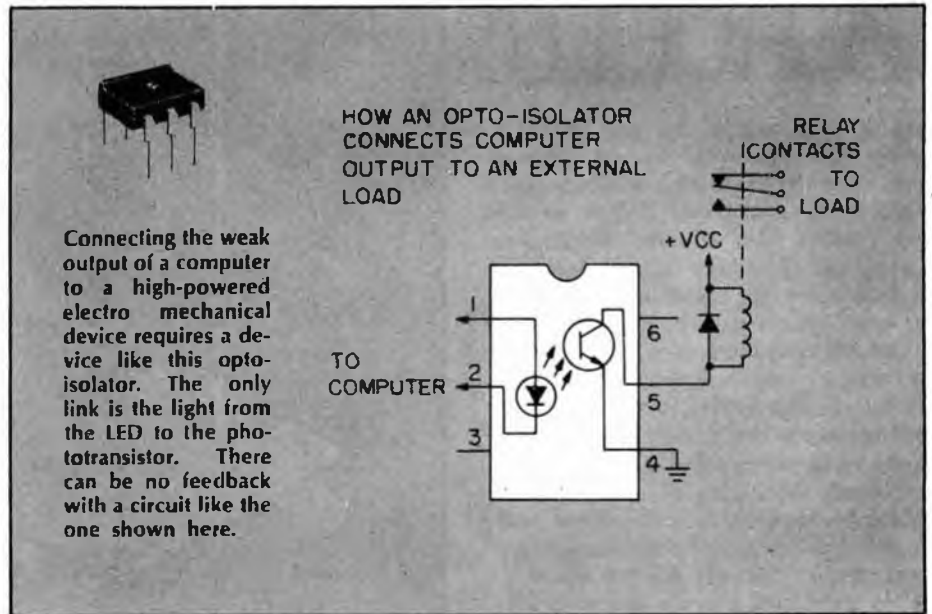 HOW AN OPTO-ISOLATOR
CONNECTS COMPUTER
OUTPUT TO AN EXTERNAL
LOAD
RELAY
ICONTACTS
TO
LOAD
+VCC
Connecting the weak
output of a computer
to a high-powered
electro mechanical
device requires a de-
vice like this opto-
isolator. The only
link is the light from
the LED to the pho-
totransistor. There
can be no feedback
with a circuit like the
one shown here.
TO
COMPUTER
1
2
3
6
5
4